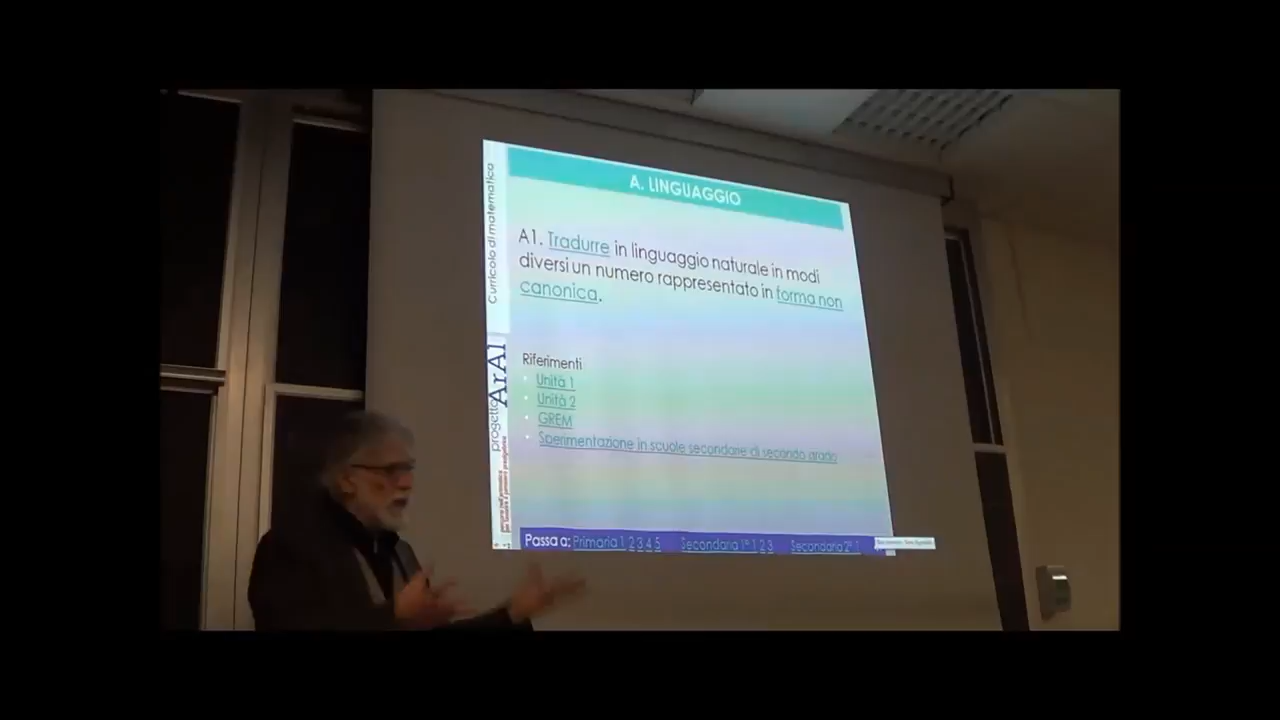 A. LINGUAGGIO
A1. Tradurre in linguaggio naturale in modi
diversi un numero rappresentato in forma non
canonica.
Riferimenti
• Unità 1
• Unità 2
• GREM
• Sperimentazione in scuole secondarie di secondo grado
Passa a: Primaria 1 2 3 4 5 Secondaria 1° 1 2 3 Secondaria 2° 1
Curricolo di matematica
progetto ArAl